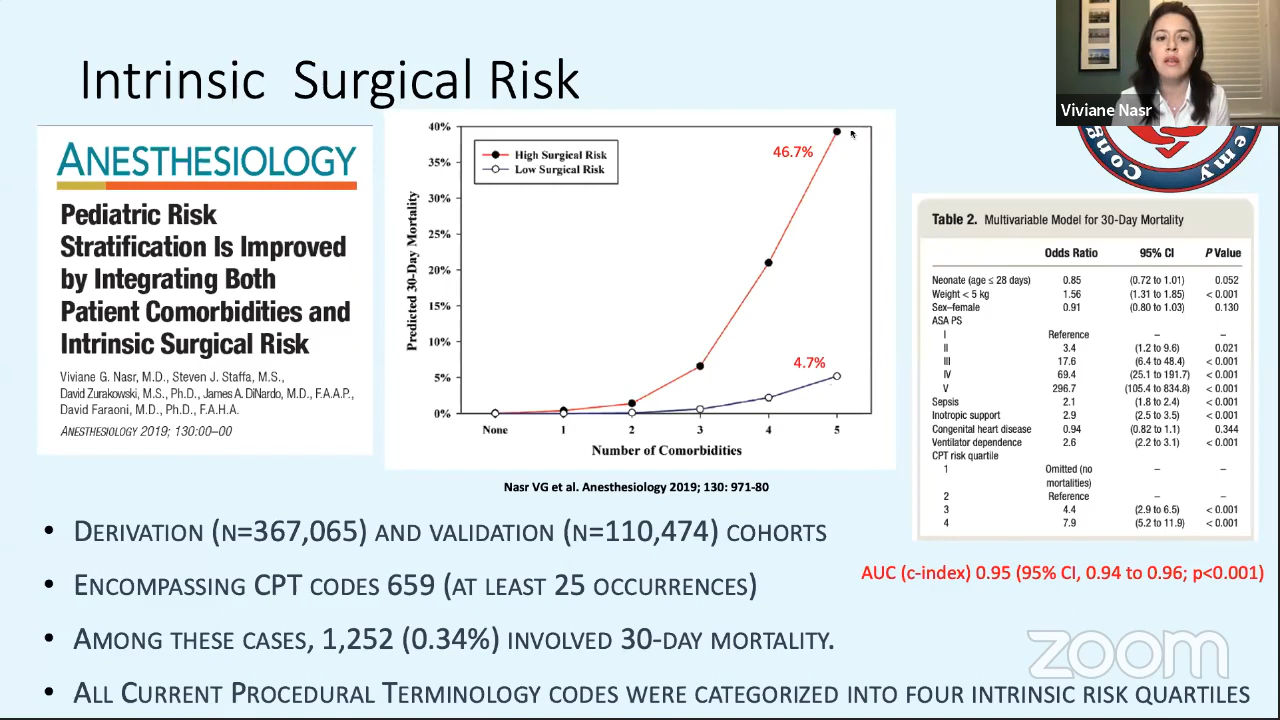 Intrinsic  Surgical Risk
Viviane Nasr
ANESTHESIOLOGY
Pediatric Risk
Stratification Is Improved
by Integrating Both
Patient Comorbidities and
Intrinsic Surgical Risk
Viviane G. Nasr, M.D., Steven J. Staffa, M.S.,
David Zurakowski, M.S., Ph.D., James A. DiNardo, M.D., F.A.A.P.,
David Faraoni, M.D., Ph.D., F.A.H.A.
ANESTHESIOLOGY 2019; 130:00–00
40%
35%
30%
25%
20%
15%
10%
5%
0%
Predicted 30-Day Mortality
High Surgical Risk
Low Surgical Risk
46.7%
4.7%
None 1 2 3 4 5
Number of Comorbidities
Nasr VG et al. Anesthesiology 2019; 130: 971-80
Table 2. Multivariable Model for 30-Day Mortality
Odds Ratio 95% CI P Value
Neonate (age ≤ 28 days) 0.85 (0.72 to 1.01) 0.052
Weight < 5 kg 1.56 (1.31 to 1.85) < 0.001
Sex–female 0.91 (0.80 to 1.03) 0.130
ASA PS
I Reference – –
II 3.4 (1.2 to 9.6) 0.021
III 17.6 (6.4 to 48.4) < 0.001
IV 69.4 (25.1 to 191.7) < 0.001
V 296.7 (105.4 to 834.8) < 0.001
Sepsis 2.1 (1.8 to 2.4) < 0.001
Inotropic support 2.9 (2.5 to 3.5) < 0.001
Congenital heart disease 0.94 (0.82 to 1.1) 0.344
Ventilator dependence 2.6 (2.2 to 3.1) < 0.001
CPT risk quartile
1 Omitted (no – –
mortalities)
2 Reference – –
3 4.4 (2.9 to 6.5) < 0.001
4 7.9 (5.2 to 11.9) < 0.001
AUC (c-index) 0.95 (95% CI, 0.94 to 0.96; p<0.001)
• DERIVATION (N=367,065) AND VALIDATION (N=110,474) COHORTS
• ENCOMPASSING CPT CODES 659 (AT LEAST 25 OCCURRENCES)
• AMONG THESE CASES, 1,252 (0.34%) INVOLVED 30-DAY MORTALITY.
• ALL CURRENT PROCEDURAL TERMINOLOGY CODES WERE CATEGORIZED INTO FOUR INTRINSIC RISK QUARTILES
zoom